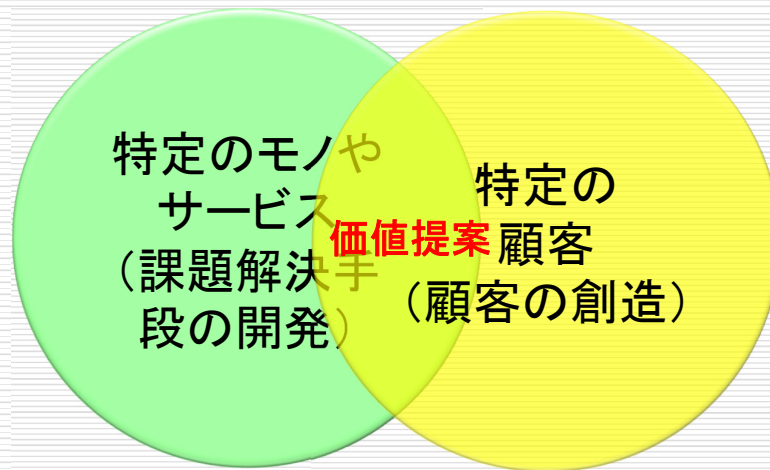 特定のモノや
サービス
（課題解決手
段の開発）
価値提案
特定の
顧客
（顧客の創造）